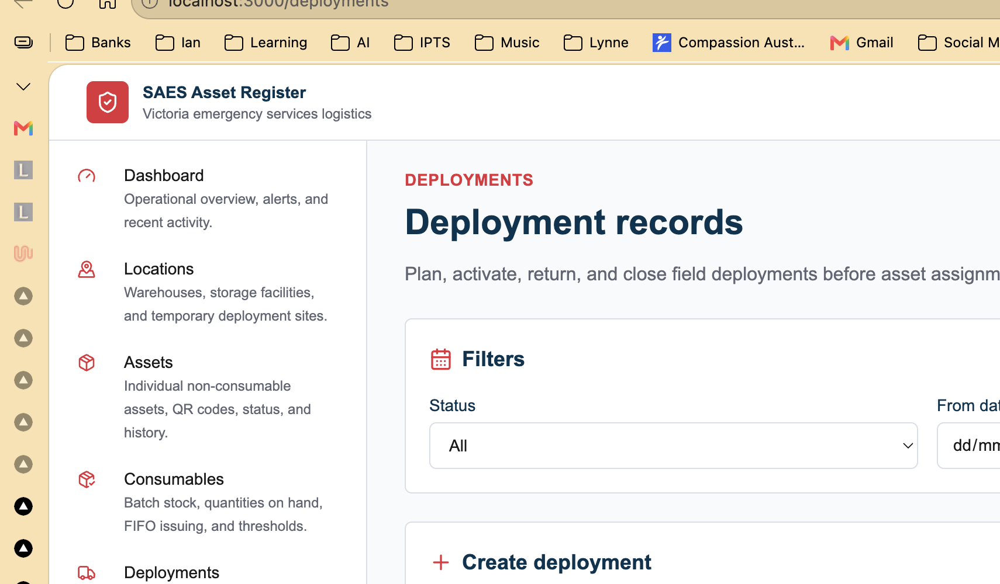 localhost:3000/deployments
Banks
Ian
Learning
AI
IPTS
Music
Lynne
Compassion Aust...
Gmail
Social M
SAES Asset Register
Victoria emergency services logistics
Dashboard
Operational overview, alerts, and
recent activity.
Locations
Warehouses, storage facilities,
and temporary deployment sites.
Assets
Individual non-consumable
assets, QR codes, status, and
history.
Consumables
Batch stock, quantities on hand,
FIFO issuing, and thresholds.
Deployments
DEPLOYMENTS
Deployment records
Plan, activate, return, and close field deployments before asset assignm
Filters
Status
All
From dat
dd/mm
Create deployment
L
L